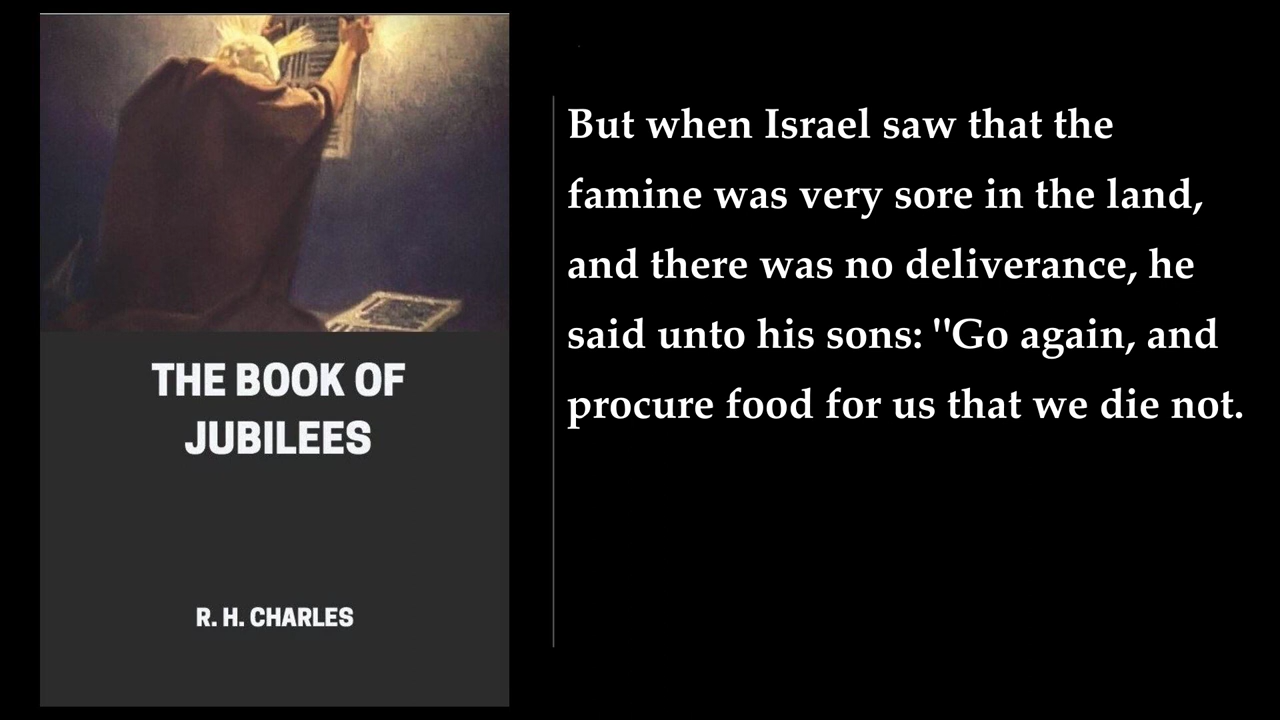 THE BOOK OF
JUBILEES
R. H. CHARLES
But when Israel saw that the
famine was very sore in the land,
and there was no deliverance, he
said unto his sons: "Go again, and
procure food for us that we die not.